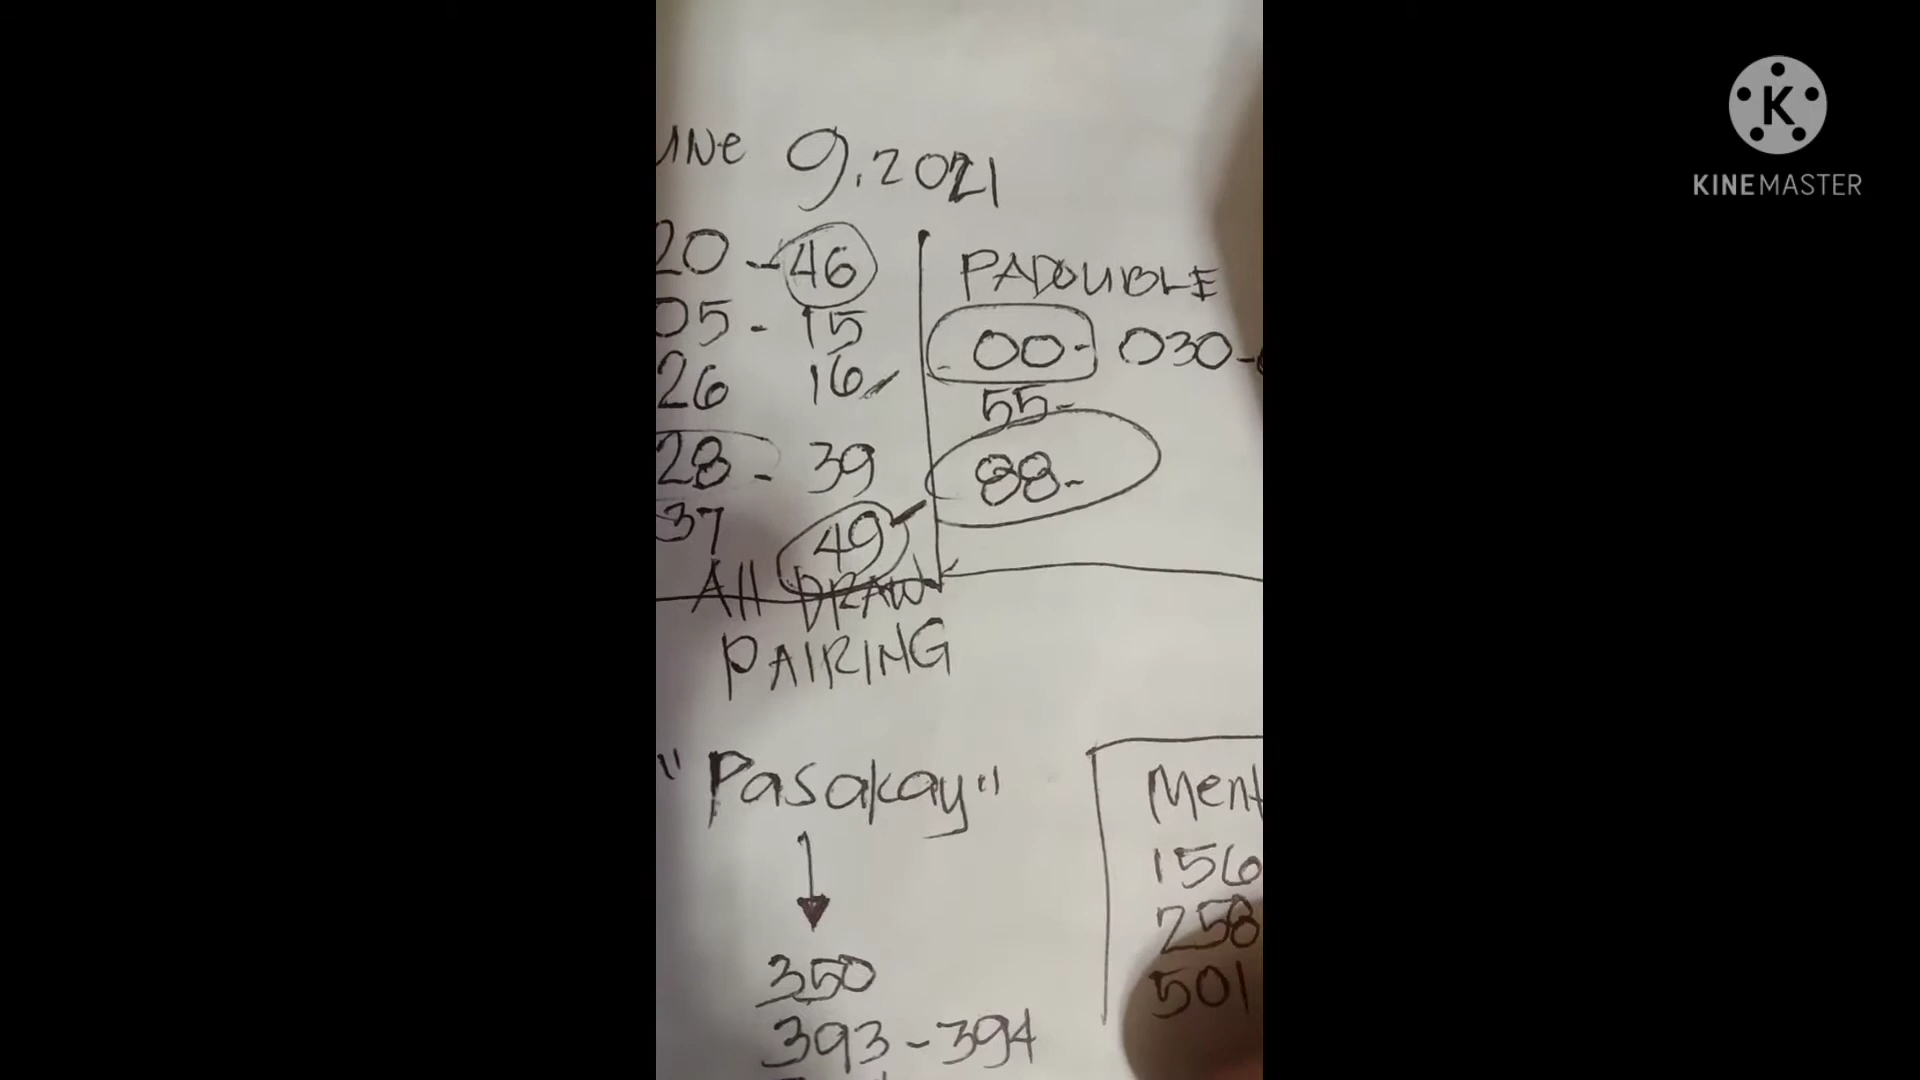 UNe 9.2021
20 - 46
05 - 15
26 16
28 - 39
37 49
All DRAW
PAIRING
PADOUBLE
00- 030-
55-
88-
"Pasakay"
350
393-394
Ment
156
258
501
K
KINEMASTER